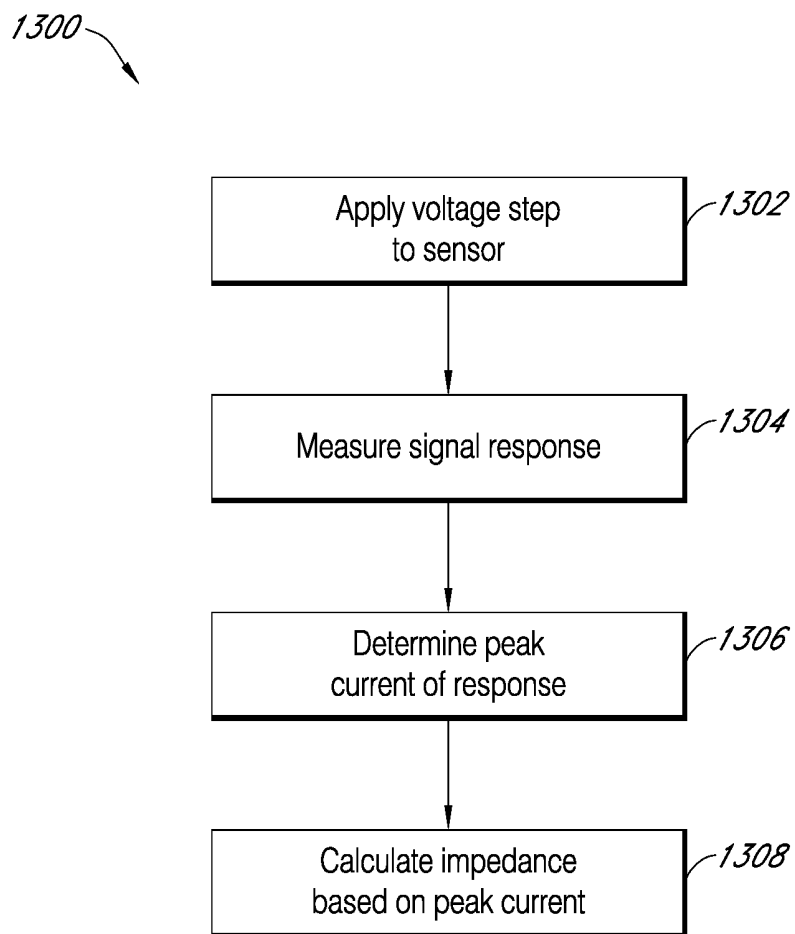 1300
Apply voltage step
to sensor
1302
Measure signal response
1304
Determine peak
current of response
1306
Calculate impedance
based on peak current
1308